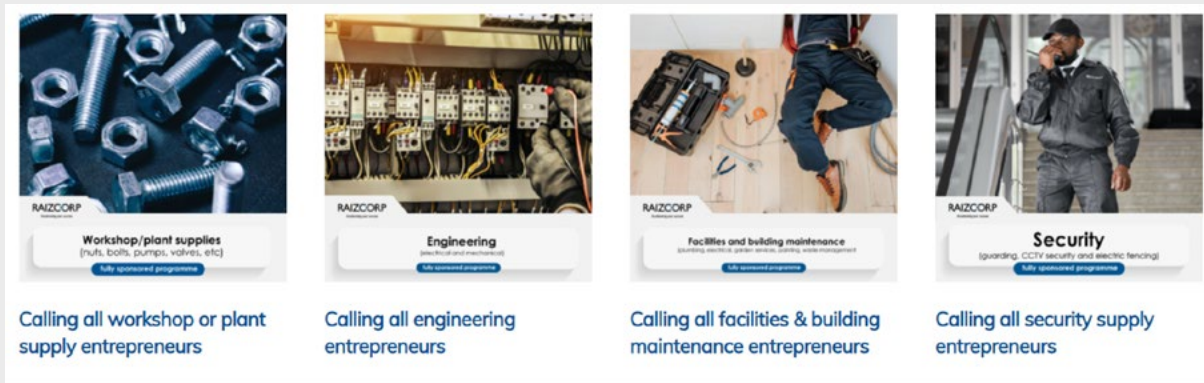 RAIZCORP
Workshop/plant supplies
(nuts, bolts, pumps, valves, etc)
fully sponsored programme
Calling all workshop or plant
supply entrepreneurs
RAIZCORP
Engineering
(electrical and mechanical)
fully sponsored programme
Calling all engineering
entrepreneurs
RAIZCORP
Facilities and building maintenance
(plumbing, electrical, garden services, painting, waste management
fully sponsored programme
Calling all facilities & building
maintenance entrepreneurs
RAIZCORP
Security
(guarding, CCTV security and electric fencing)
fully sponsored programme
Calling all security supply
entrepreneurs